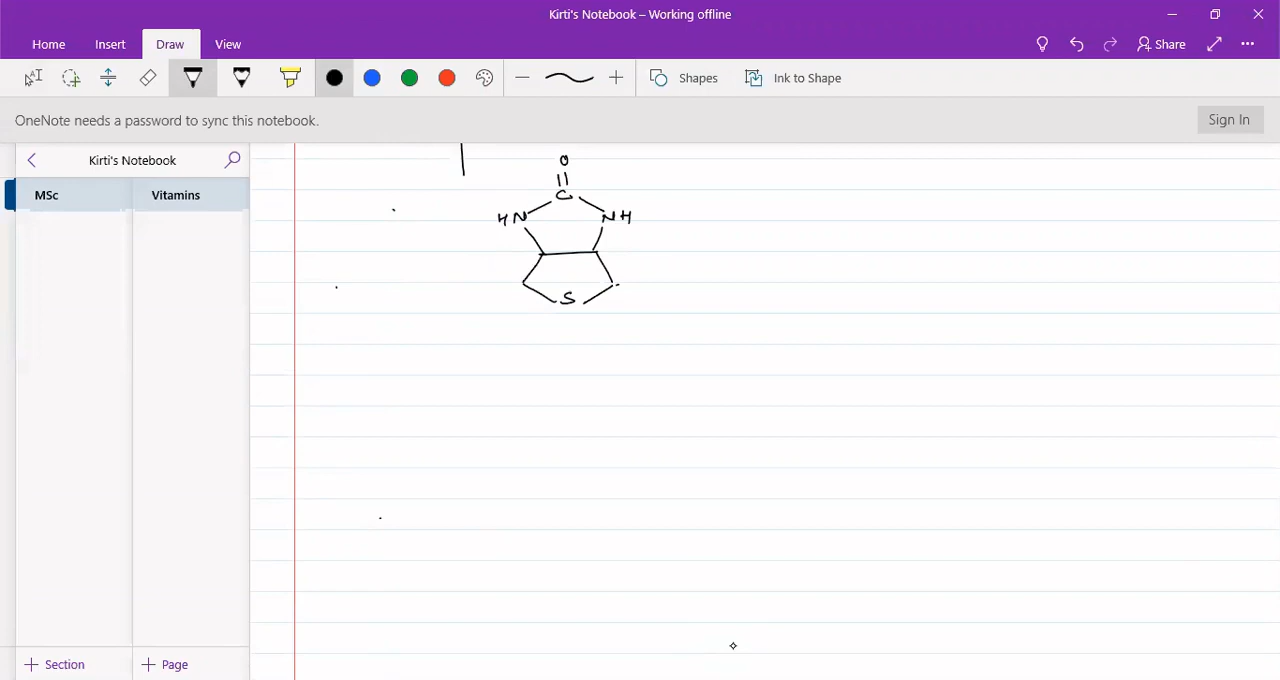 Kirti's Notebook – Working offline
Home Insert Draw View Share
Shapes Ink to Shape
OneNote needs a password to sync this notebook. Sign In
Kirti's Notebook
MSc Vitamins
O
C
HN NH
S
+ Section + Page